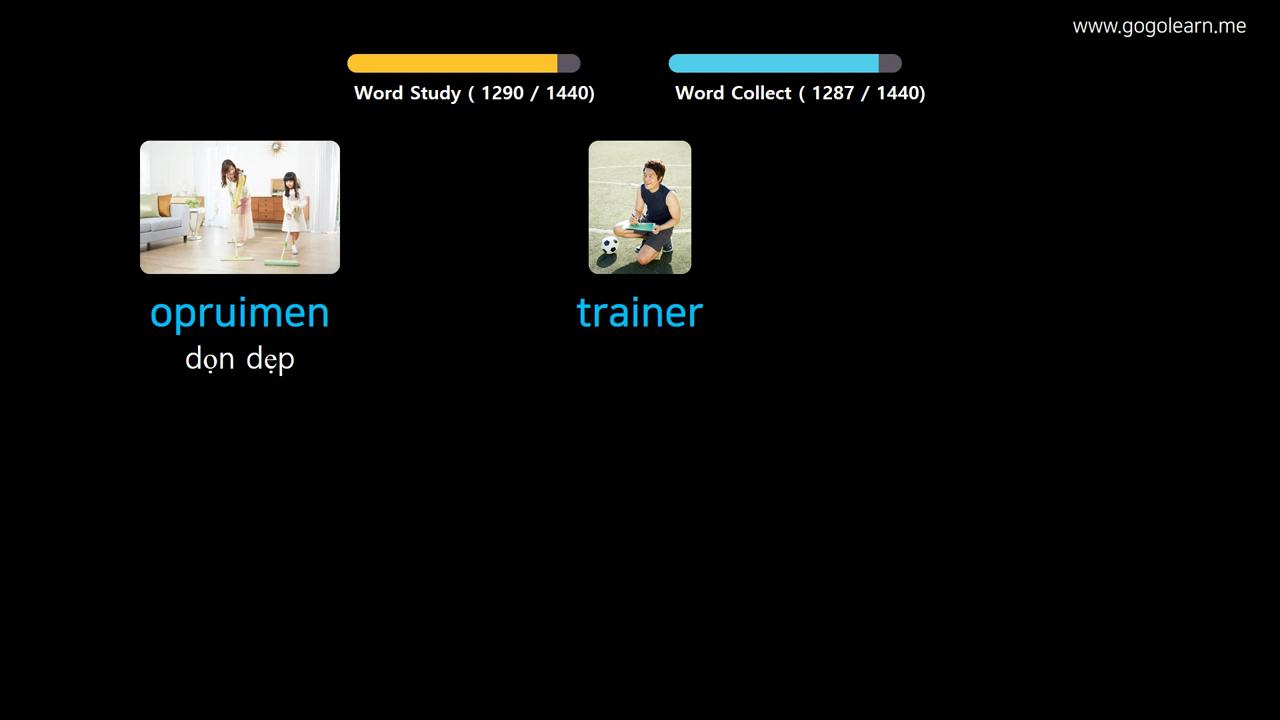 www.gogolearn.me
Word Study ( 1290 / 1440)
Word Collect ( 1287 / 1440)
opruimen
dọn dẹp
trainer